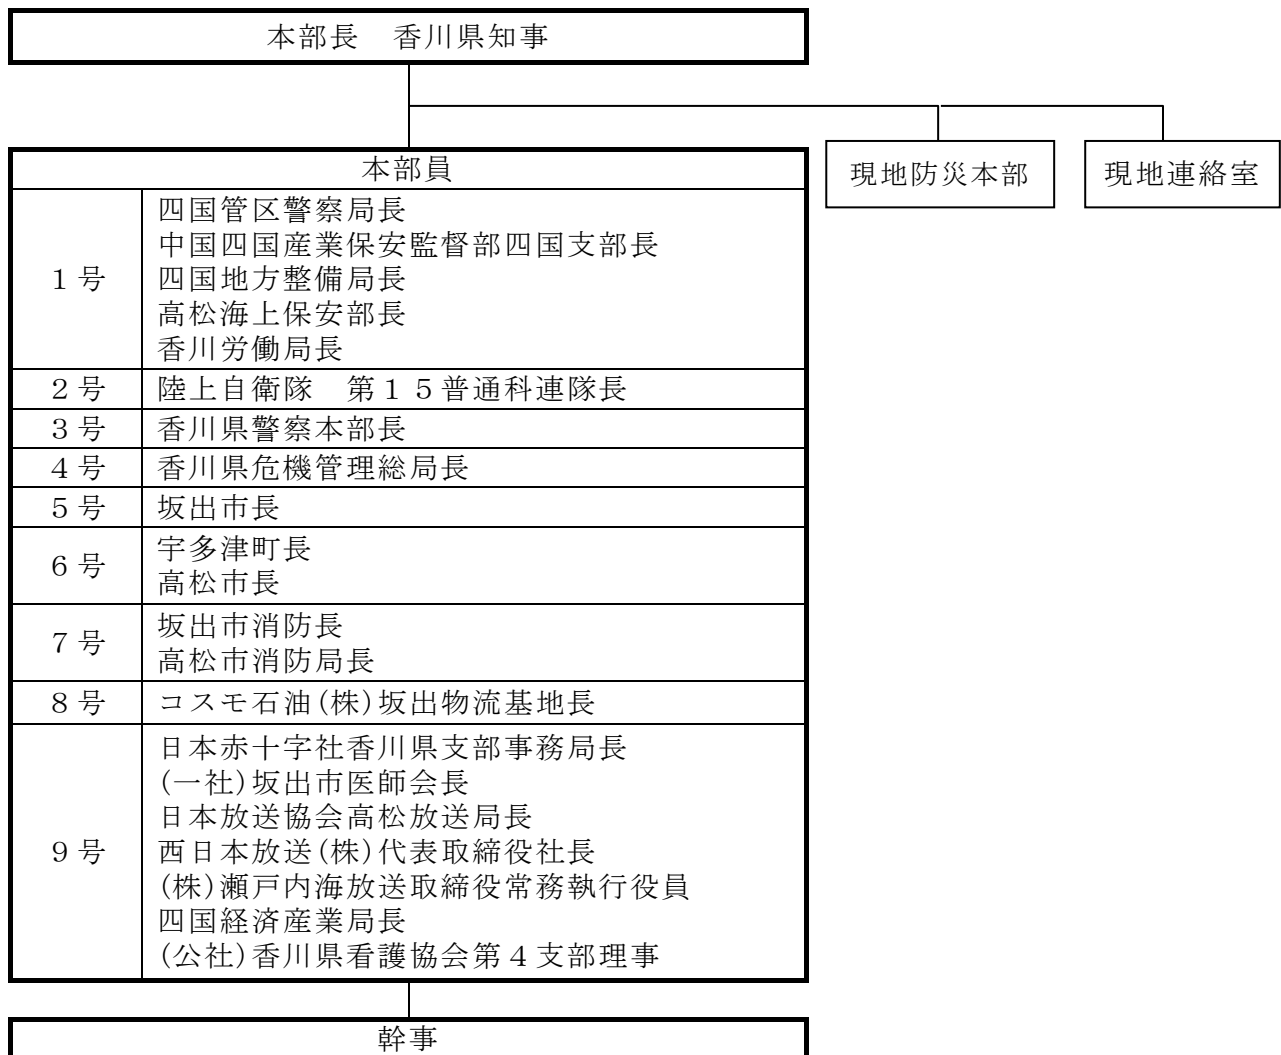 本部長　香川県知事
現地防災本部
現地連絡室
本部員
１号
四国管区警察局長
中国四国産業保安監督部四国支部長
四国地方整備局長
高松海上保安部長
香川労働局長
２号
陸上自衛隊　第１５普通科連隊長
３号
香川県警察本部長
４号
香川県危機管理総局長
５号
坂出市長
６号
宇多津町長
高松市長
７号
坂出市消防長
高松市消防局長
８号
コスモ石油(株)坂出物流基地長
９号
日本赤十字社香川県支部事務局長
(一社)坂出市医師会長
日本放送協会高松放送局長
西日本放送(株)代表取締役社長
(株)瀬戸内海放送取締役常務執行役員
四国経済産業局長
(公社)香川県看護協会第４支部理事
幹事